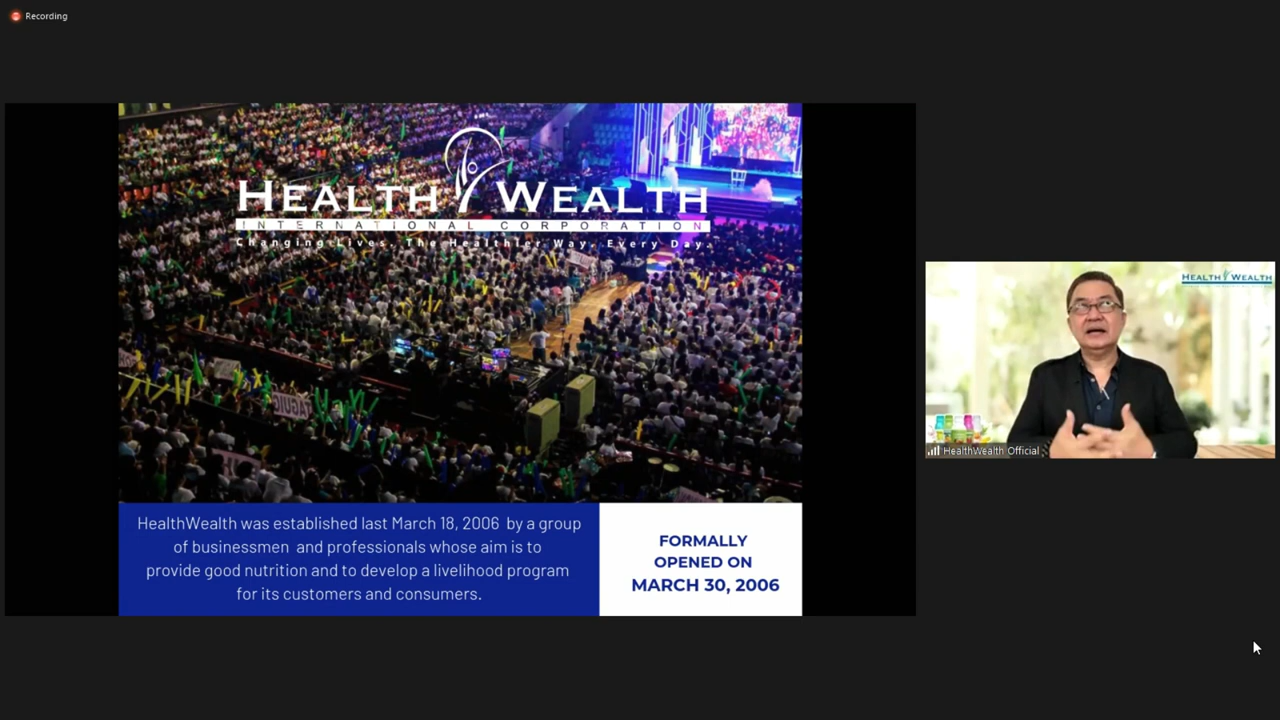 Recording
HEALTH WEALTH
INTERNATIONAL CORPORATION
Changing Lives. The Healthier Way. Every Day.
TAGUIG
HealthWealth was established last March 18, 2006 by a group
of businessmen and professionals whose aim is to
provide good nutrition and to develop a livelihood program
for its customers and consumers.
FORMALLY
OPENED ON
MARCH 30, 2006
HEALTH WEALTH
HealthWealth Official